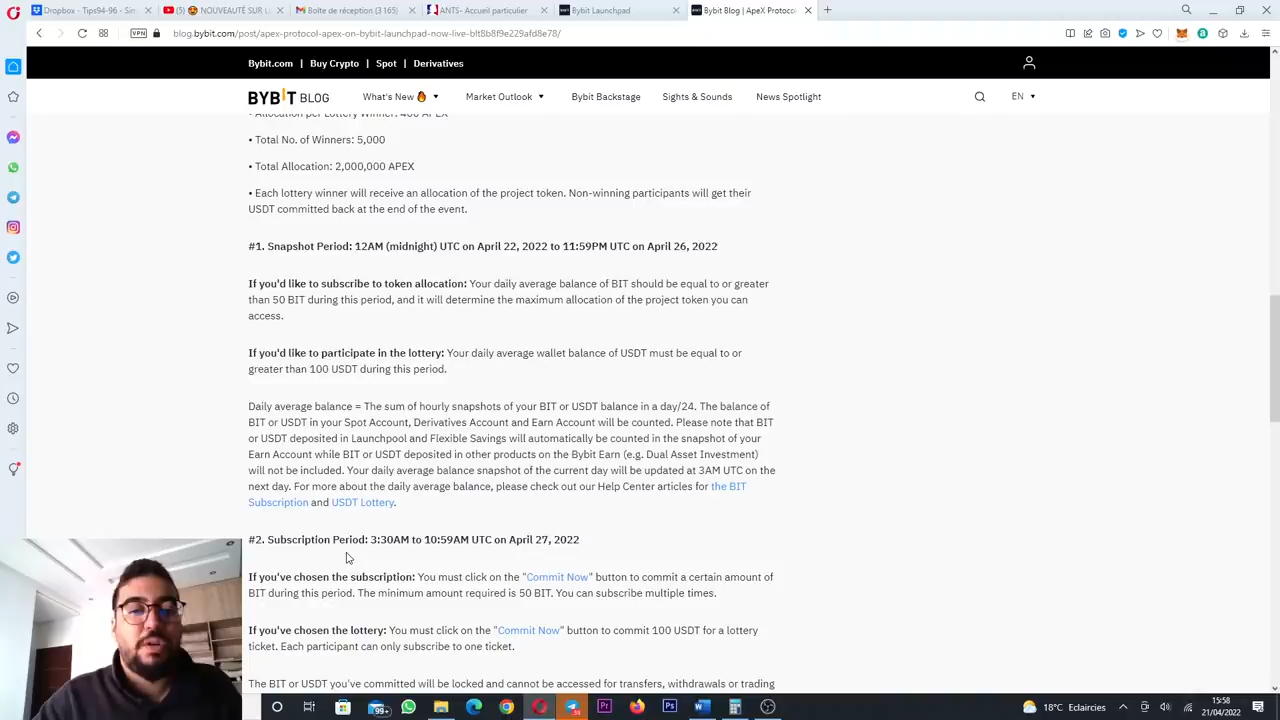 Dropbox - Tips94-96 - Sim
(5) 🤩 NOUVEAUTÉ SUR L
Boîte de réception (3 165)
ANTS- Accueil particulier
Bybit Launchpad
Bybit Blog | ApeX Protoco
VPN
blog.bybit.com/post/apex-protocol-apex-on-bybit-launchpad-now-live-blt8b8f9e229afd8e78/
Bybit.com | Buy Crypto | Spot | Derivatives
BYBIT BLOG
What's New 🔥
Market Outlook
Bybit Backstage
Sights & Sounds
News Spotlight
EN
• Allocation per Lottery Winner: 400 APEX
• Total No. of Winners: 5,000
• Total Allocation: 2,000,000 APEX
• Each lottery winner will receive an allocation of the project token. Non-winning participants will get their
USDT committed back at the end of the event.
#1. Snapshot Period: 12AM (midnight) UTC on April 22, 2022 to 11:59PM UTC on April 26, 2022
If you'd like to subscribe to token allocation: Your daily average balance of BIT should be equal to or greater
than 50 BIT during this period, and it will determine the maximum allocation of the project token you can
access.
If you'd like to participate in the lottery: Your daily average wallet balance of USDT must be equal to or
greater than 100 USDT during this period.
Daily average balance = The sum of hourly snapshots of your BIT or USDT balance in a day/24. The balance of
BIT or USDT in your Spot Account, Derivatives Account and Earn Account will be counted. Please note that BIT
or USDT deposited in Launchpool and Flexible Savings will automatically be counted in the snapshot of your
Earn Account while BIT or USDT deposited in other products on the Bybit Earn (e.g. Dual Asset Investment)
will not be included. Your daily average balance snapshot of the current day will be updated at 3AM UTC on the
next day. For more about the daily average balance, please check out our Help Center articles for the BIT
Subscription and USDT Lottery.
#2. Subscription Period: 3:30AM to 10:59AM UTC on April 27, 2022
If you've chosen the subscription: You must click on the "Commit Now" button to commit a certain amount of
BIT during this period. The minimum amount required is 50 BIT. You can subscribe multiple times.
If you've chosen the lottery: You must click on the "Commit Now" button to commit 100 USDT for a lottery
ticket. Each participant can only subscribe to one ticket.
The BIT or USDT you've committed will be locked and cannot be accessed for transfers, withdrawals or trading
99+
18°C Eclaircies
15:58
21/04/2022